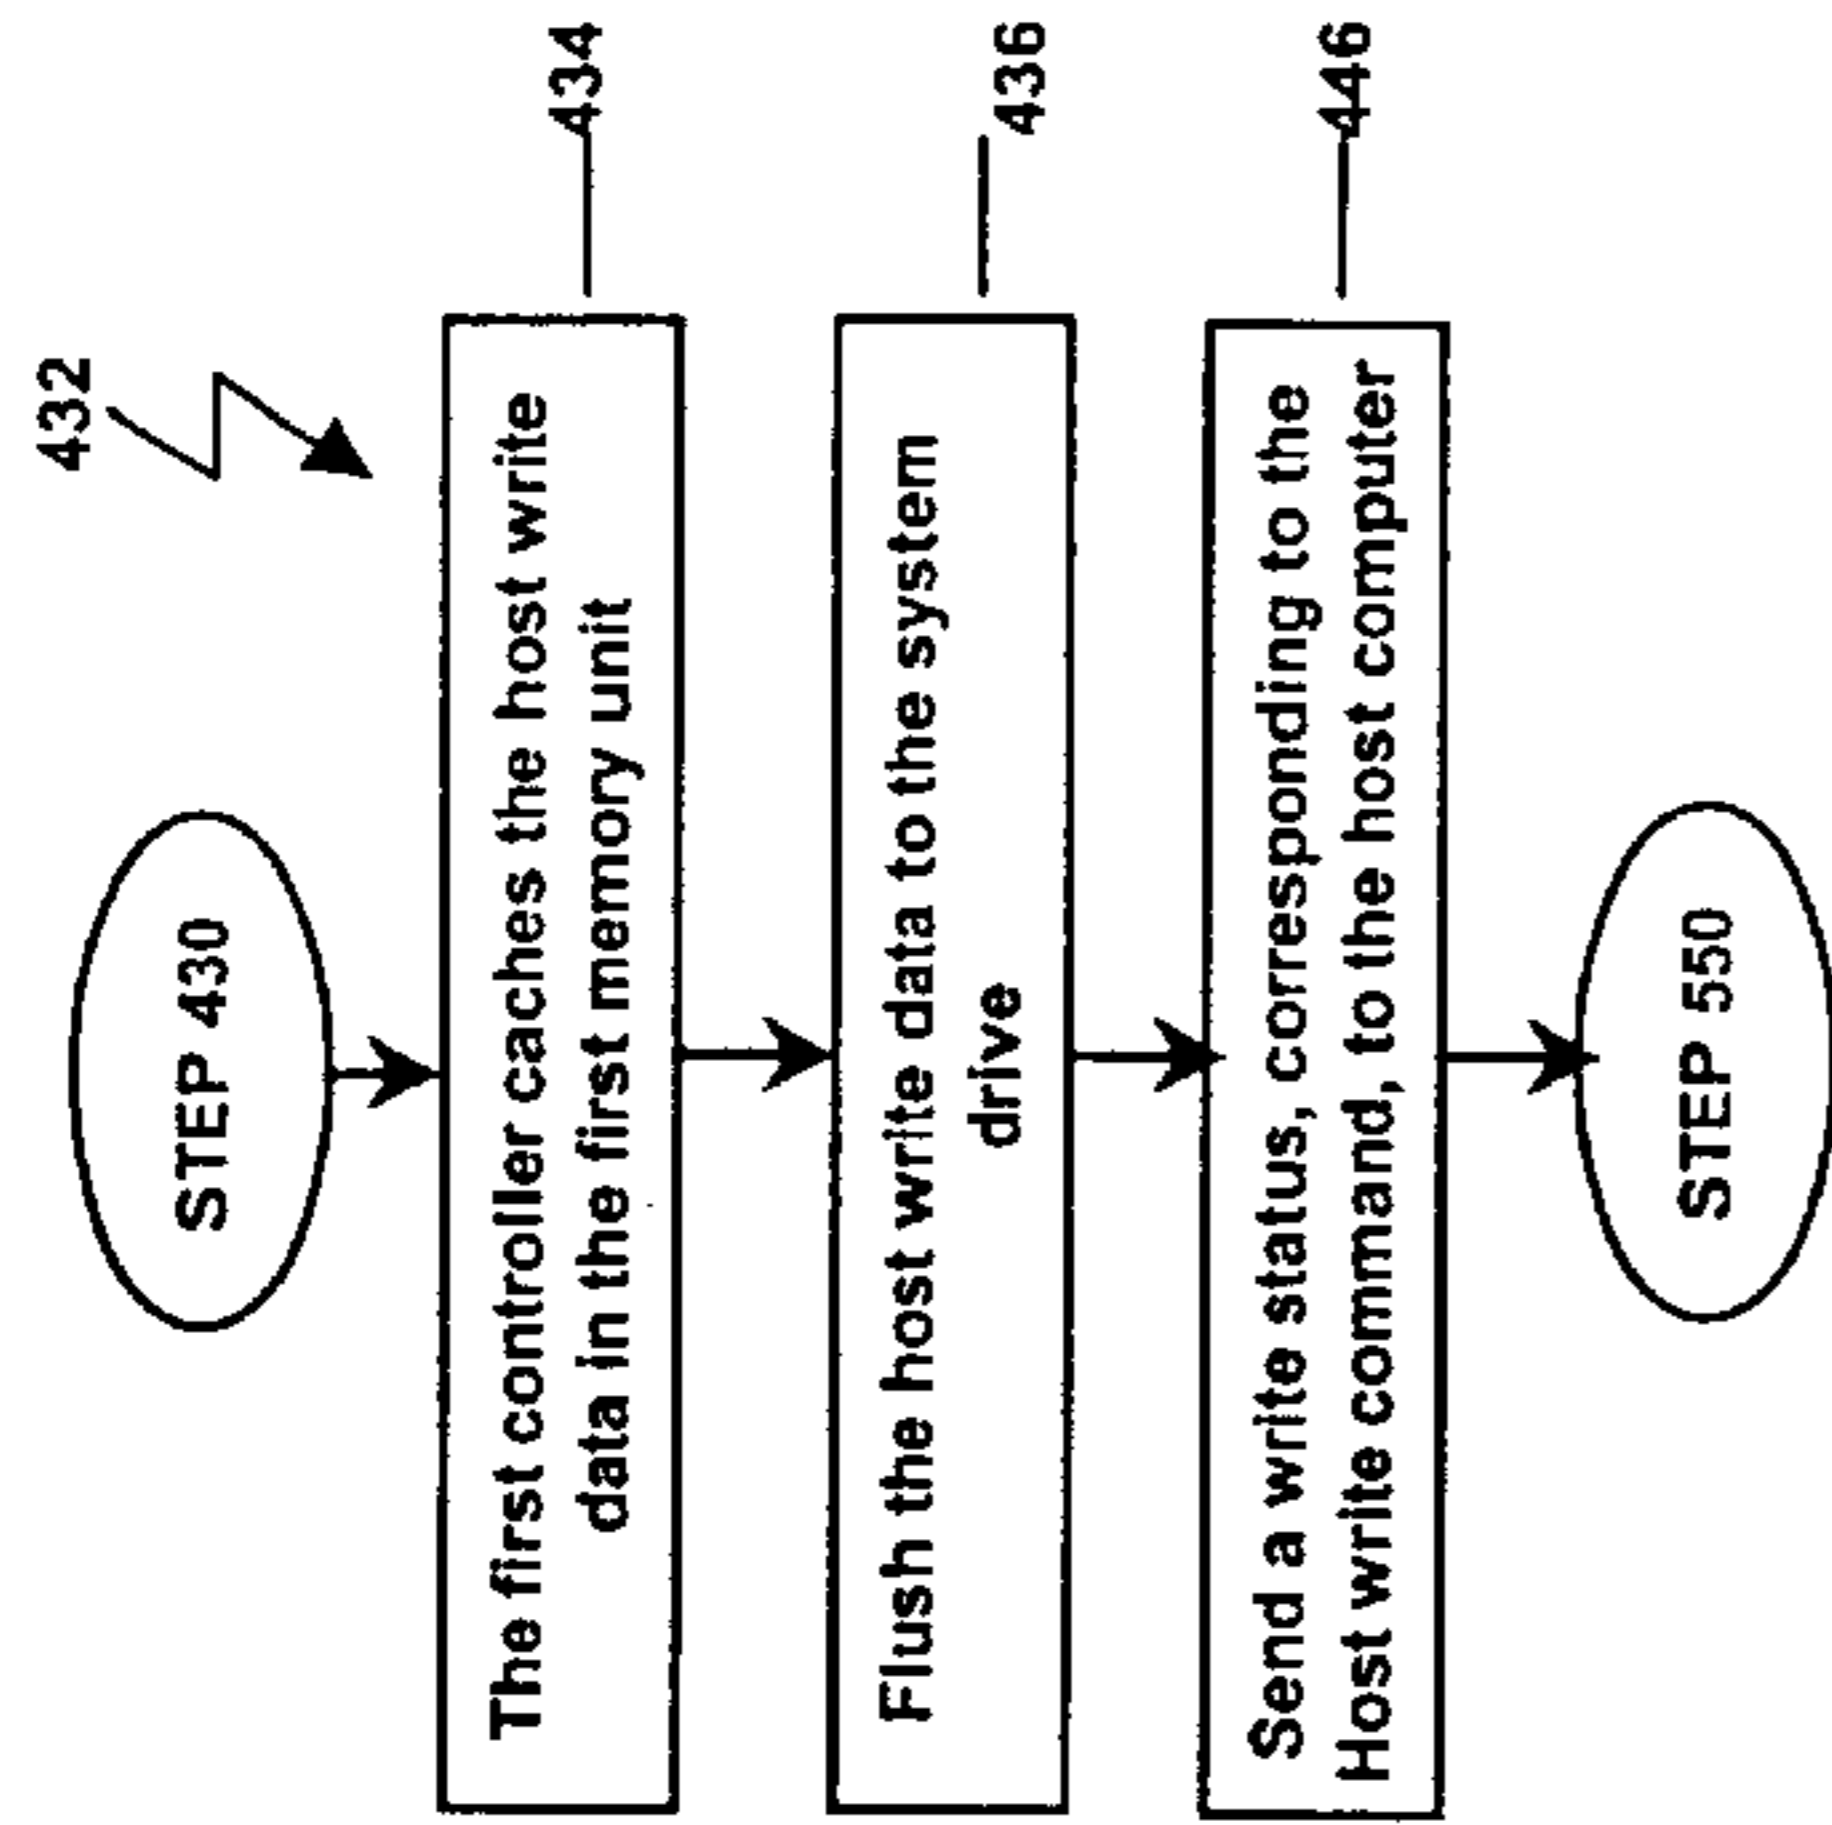 432
STEP 430
The first controller caches the host write
data in the first memory unit
434
Flush the host write data to the system
drive
436
Send a write status, corresponding to the
Host write command, to the host computer
446
STEP 550